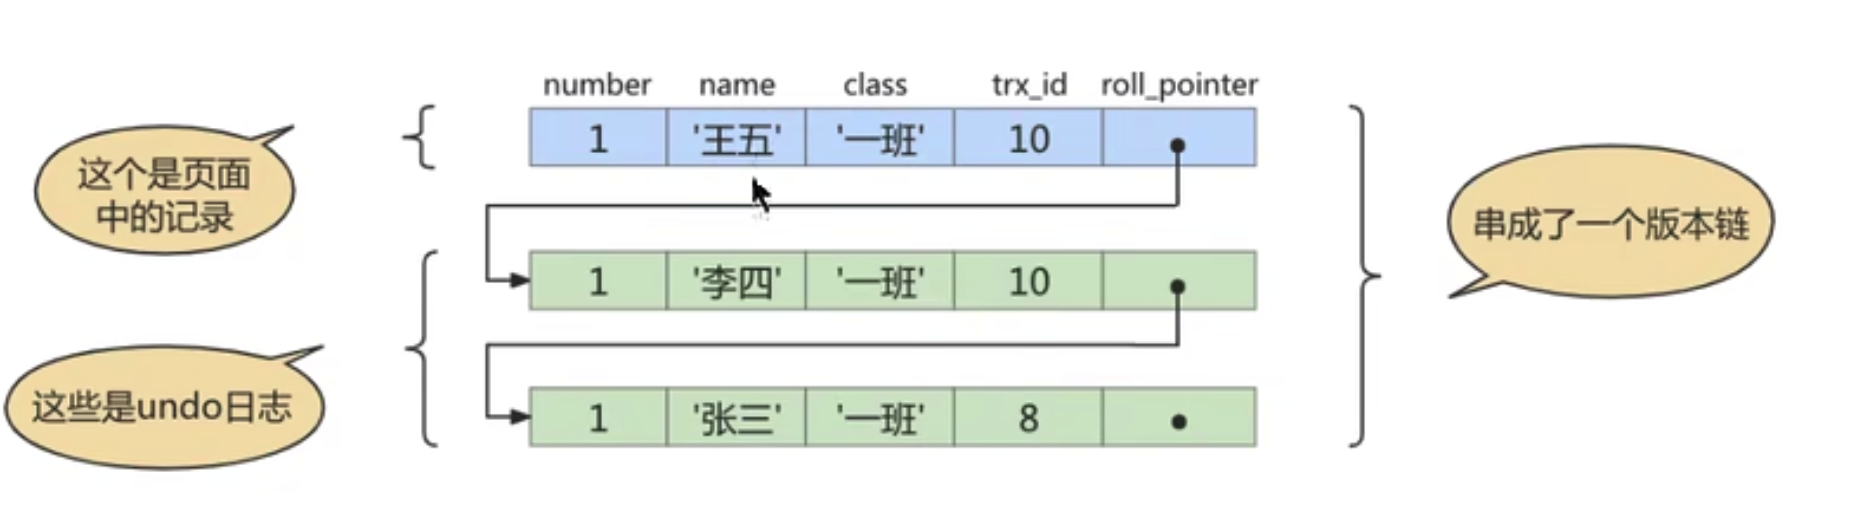 number name class trx_id roll_pointer
1 '王五' '一班' 10
这个是页面
中的记录
1 '李四' '一班' 10
串成了一个版本链
这些是undo日志
1 '张三' '一班' 8